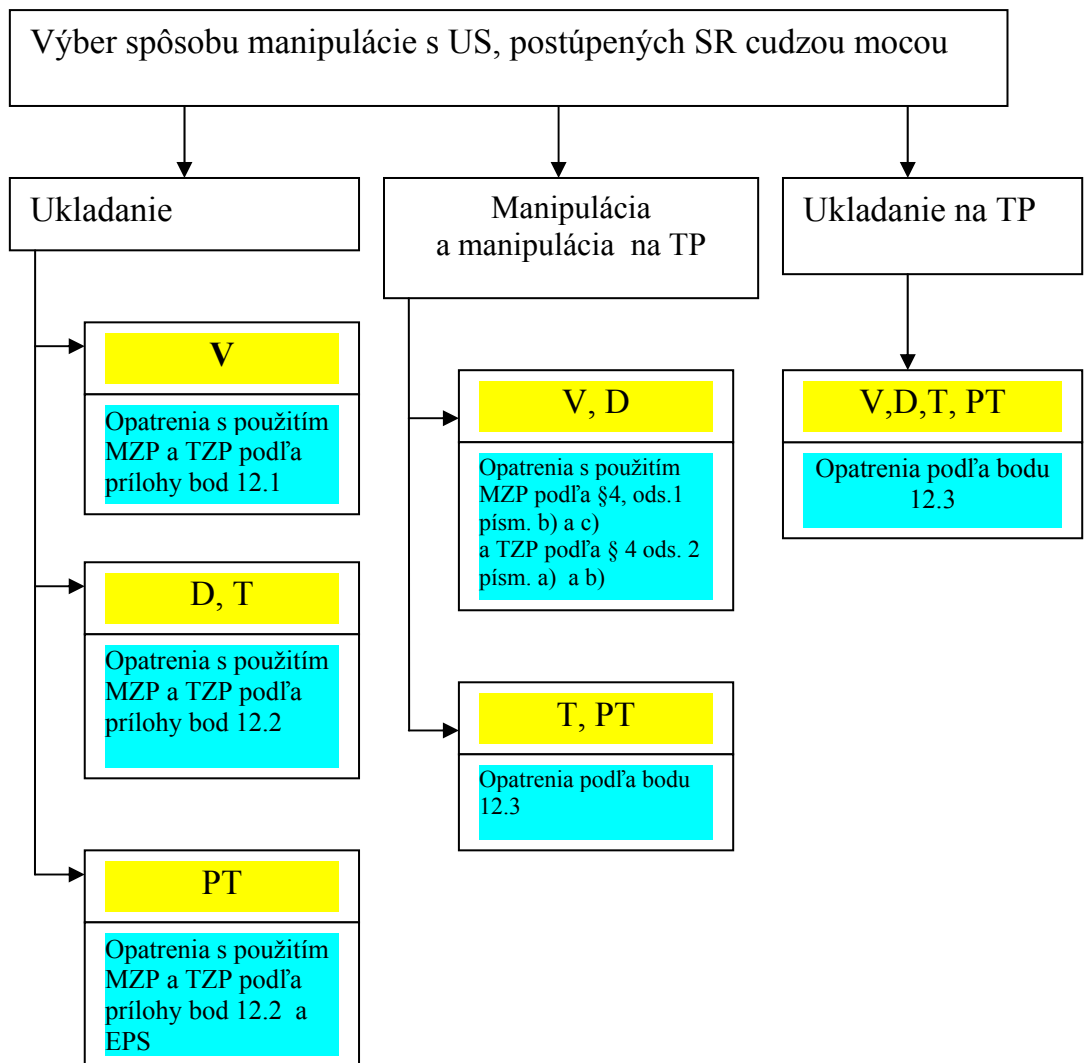 Výber spôsobu manipulácie s US, postúpených SR cudzou mocou
Ukladanie
Manipulácia
a manipulácia na TP
Ukladanie na TP
V
Opatrenia s použitím
MZP a TZP podľa
prílohy bod 12.1
D, T
Opatrenia s použitím
MZP a TZP podľa
prílohy bod 12.2
PT
Opatrenia s použitím
MZP a TZP podľa
prílohy bod 12.2 a
EPS
V, D
Opatrenia s použitím
MZP podľa §4, ods.1
písm. b) a c)
a TZP podľa § 4 ods. 2
písm. a) a b)
T, PT
Opatrenia podľa bodu
12.3
V,D,T, PT
Opatrenia podľa bodu
12.3